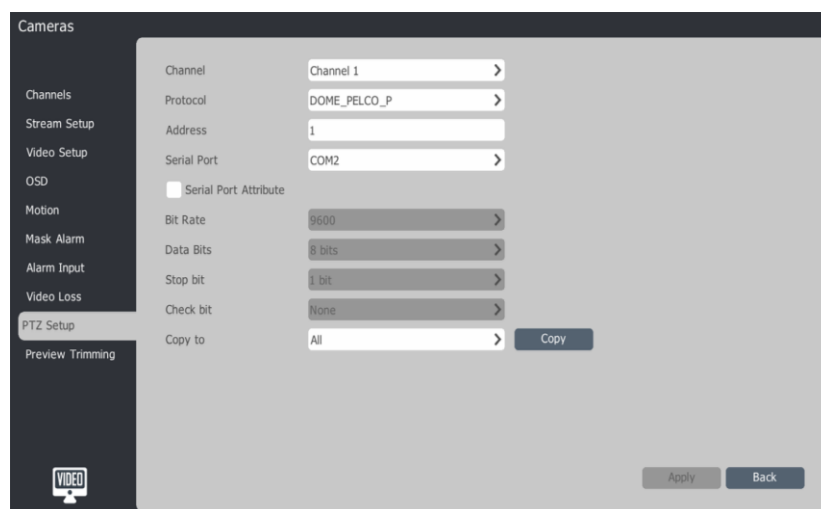 Cameras
Channels
Stream Setup
Video Setup
OSD
Motion
Mask Alarm
Alarm Input
Video Loss
PTZ Setup
Preview Trimming
VIDEO
Channel Channel 1
Protocol DOME_PELCO_P
Address 1
Serial Port COM2
Serial Port Attribute
Bit Rate 9600
Data Bits 8 bits
Stop bit 1 bit
Check bit None
Copy to All Copy
Apply Back